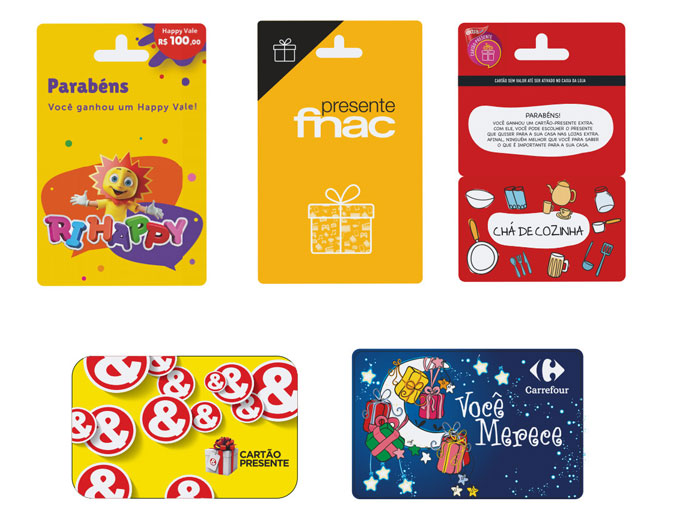 Happy Vale
R$ 100,00
Parabéns
Você ganhou um Happy Vale!
RI HAPPY
presente
fnac
extra
CARTÃO PRESENTE
CARTÃO SEM VALOR ATÉ SER ATIVADO NO CAIXA DA LOJA
PARABÉNS!
VOCÊ GANHOU UM CARTÃO-PRESENTE EXTRA.
COM ELE, VOCÊ PODE ESCOLHER O PRESENTE
QUE QUISER PARA A SUA CASA NAS LOJAS EXTRA.
AFINAL, NINGUÉM MELHOR QUE VOCÊ PARA SABER
O QUE É IMPORTANTE PARA A SUA CASA.
CHÁ DE COZINHA
&
&
&
&
&
&
&
&
&
&
&
CARTÃO
PRESENTE
Carrefour
Você
Merece